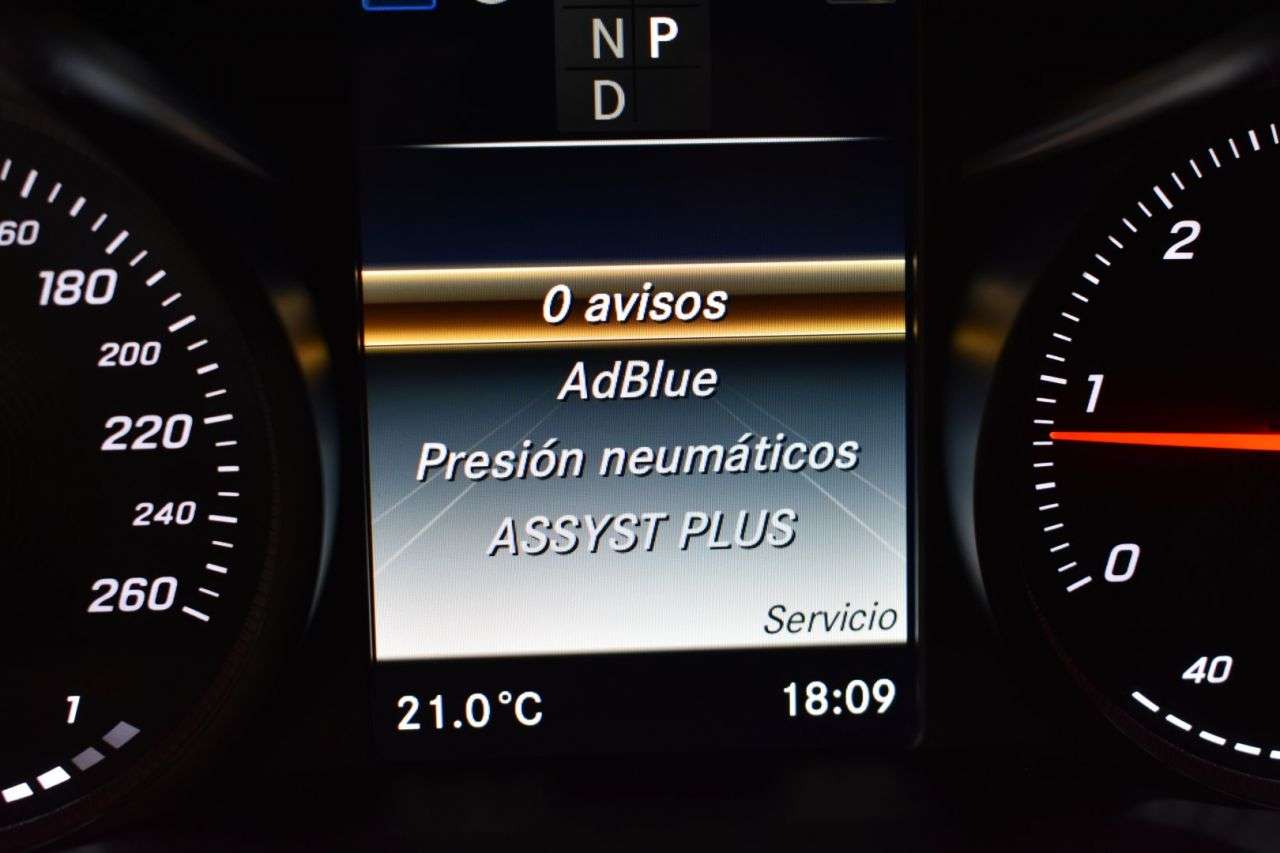 N P
D
0 avisos
AdBlue
Presión neumáticos
ASSYST PLUS
Servicio
21.0°C 18:09
180
200
220
240
260
1
2
1
0
40